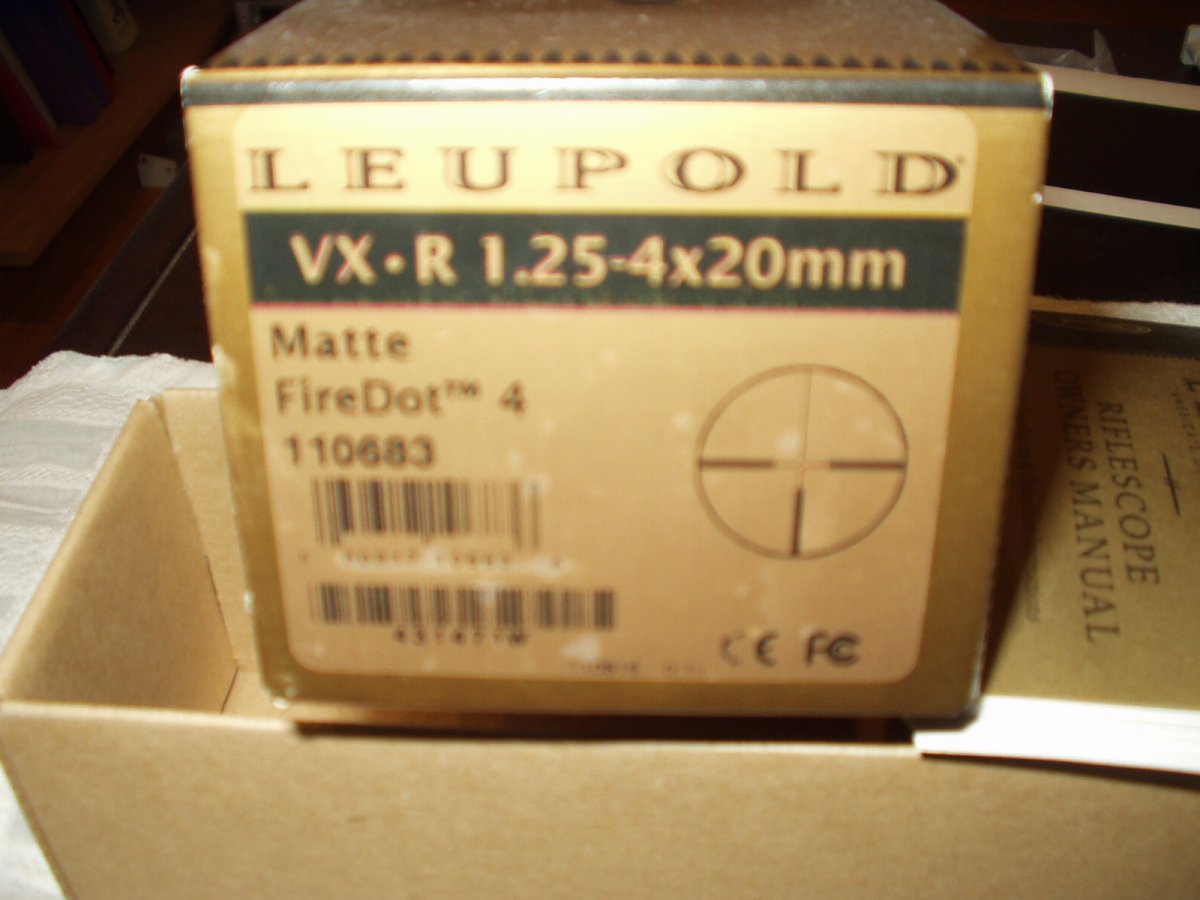 LEUPOLD
VX•R 1.25-4x20mm
Matte
FireDot™ 4
110683
CE FC
RIFLESCOPE
OWNERS MANUAL